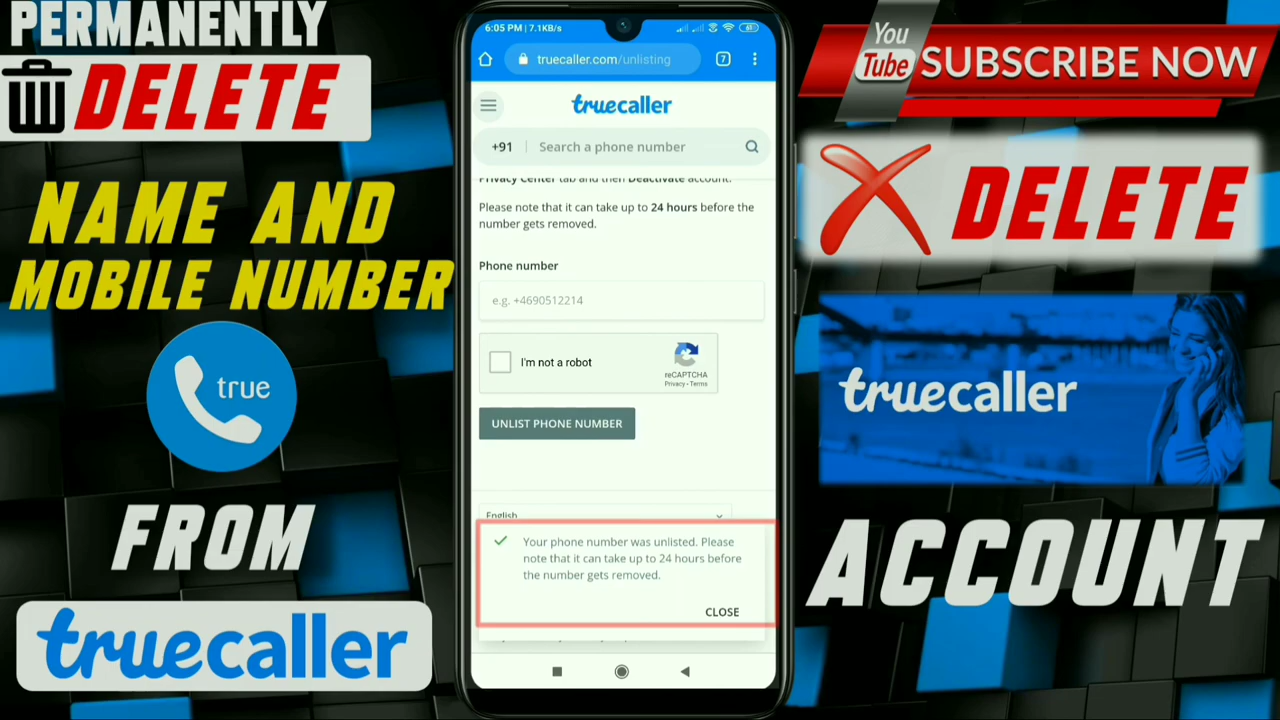 PERMANENTLY
DELETE
NAME AND
MOBILE NUMBER
true
FROM
truecaller
6:05 PM | 7.1KB/s
65
truecaller.com/unlisting
7
truecaller
+91
Search a phone number
Privacy Center tab and then Deactivate account.
Please note that it can take up to 24 hours before the
number gets removed.
Phone number
e.g. +4690512214
I'm not a robot
reCAPTCHA
Privacy - Terms
UNLIST PHONE NUMBER
English
Your phone number was unlisted. Please
note that it can take up to 24 hours before
the number gets removed.
CLOSE
You
Tube
SUBSCRIBE NOW
DELETE
truecaller
ACCOUNT